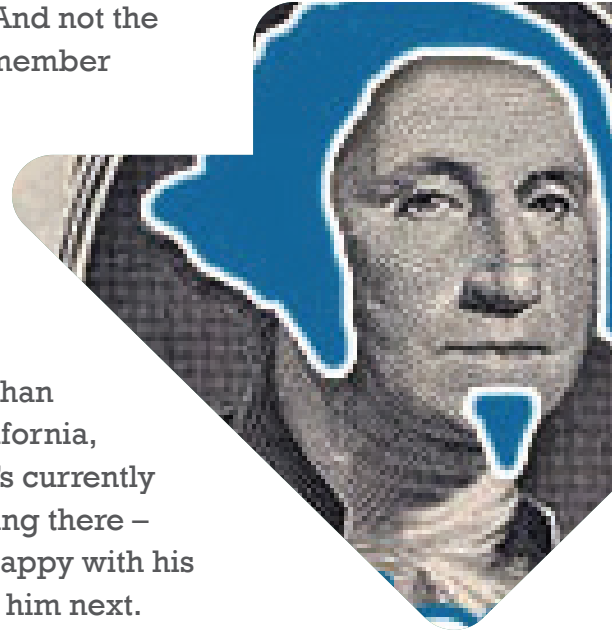 And not the
member
han
fornia,
's currently
ng there –
appy with his
him next.